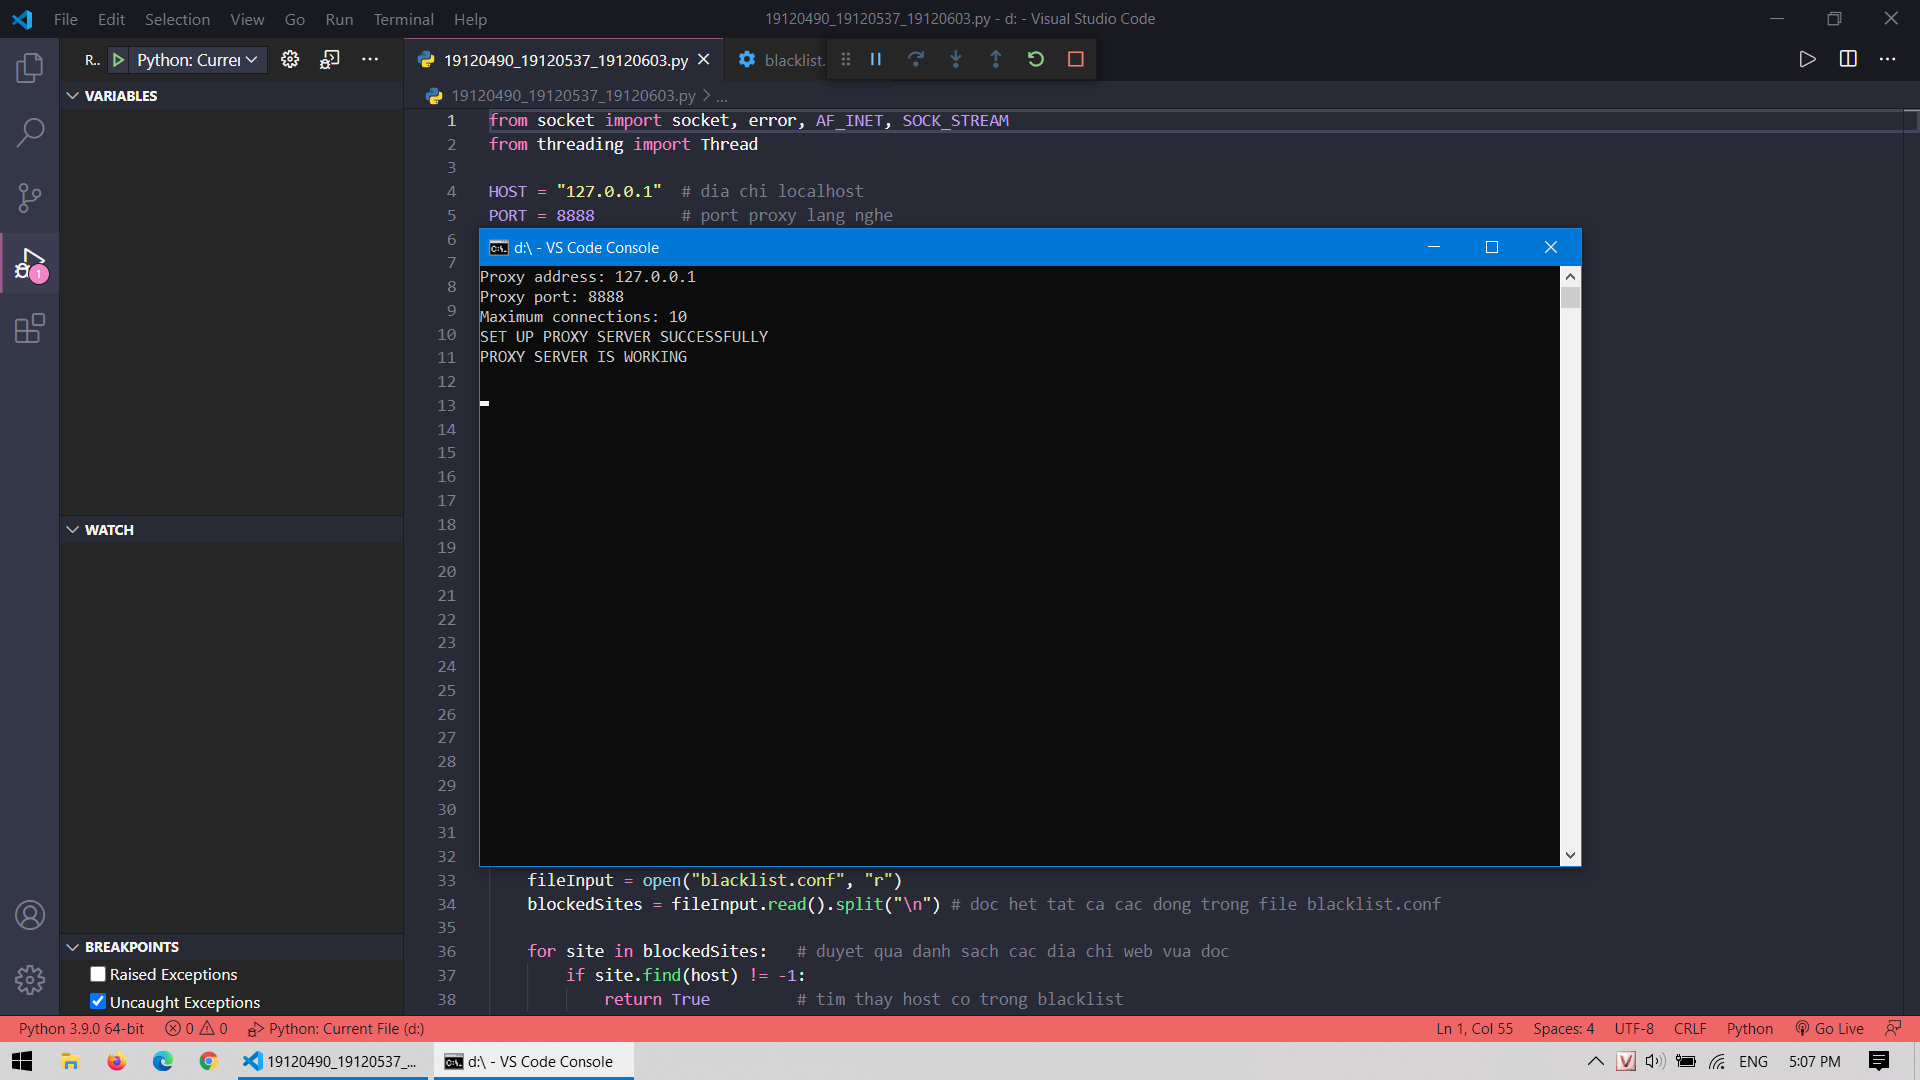 File Edit Selection View Go Run Terminal Help
19120490_19120537_19120603.py - d: - Visual Studio Code
R.. Python: Currer
19120490_19120537_19120603.py
blacklist.
VARIABLES
19120490_19120537_19120603.py > ...
1 from socket import socket, error, AF_INET, SOCK_STREAM
2 from threading import Thread
3
4 HOST = "127.0.0.1" # dia chi localhost
5 PORT = 8888 # port proxy lang nghe
6
7
8
9
10
11
12
13
14
15
16
17
18
19
20
21
22
23
24
25
26
27
28
29
30
31
32
d:\ - VS Code Console
Proxy address: 127.0.0.1
Proxy port: 8888
Maximum connections: 10
SET UP PROXY SERVER SUCCESSFULLY
PROXY SERVER IS WORKING
33 fileInput = open("blacklist.conf", "r")
34 blockedSites = fileInput.read().split("\n") # doc het tat ca cac dong trong file blacklist.conf
35
36 for site in blockedSites: # duyet qua danh sach cac dia chi web vua doc
37 if site.find(host) != -1:
38 return True # tim thay host co trong blacklist
WATCH
BREAKPOINTS
Raised Exceptions
Uncaught Exceptions
1
Python 3.9.0 64-bit 0 0 Python: Current File (d:)
Ln 1, Col 55 Spaces: 4 UTF-8 CRLF Python Go Live
19120490_19120537_...
d:\ - VS Code Console
V ENG 5:07 PM